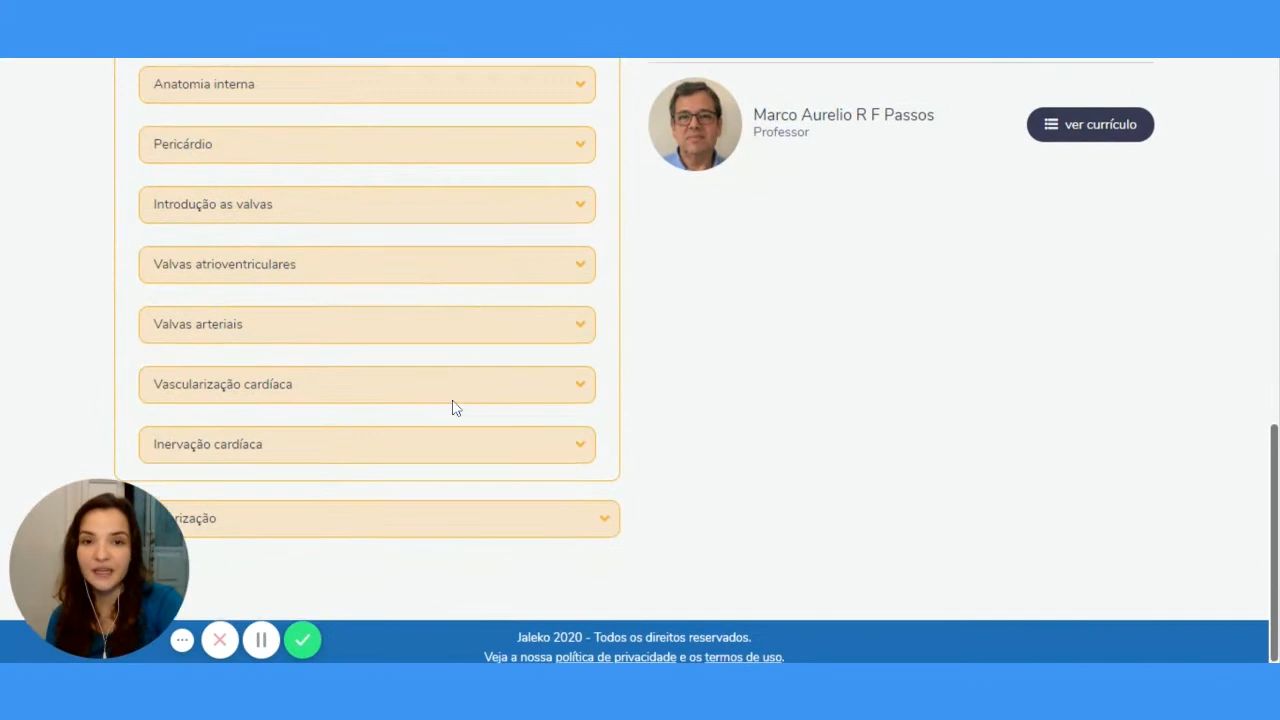 Anatomia interna
Pericárdio
Introdução as valvas
Valvas atrioventriculares
Valvas arteriais
Vascularização cardíaca
Inervação cardíaca
Marco Aurelio R F Passos
Professor
ver currículo
Jaleko 2020 - Todos os direitos reservados.
Veja a nossa política de privacidade e os termos de uso.